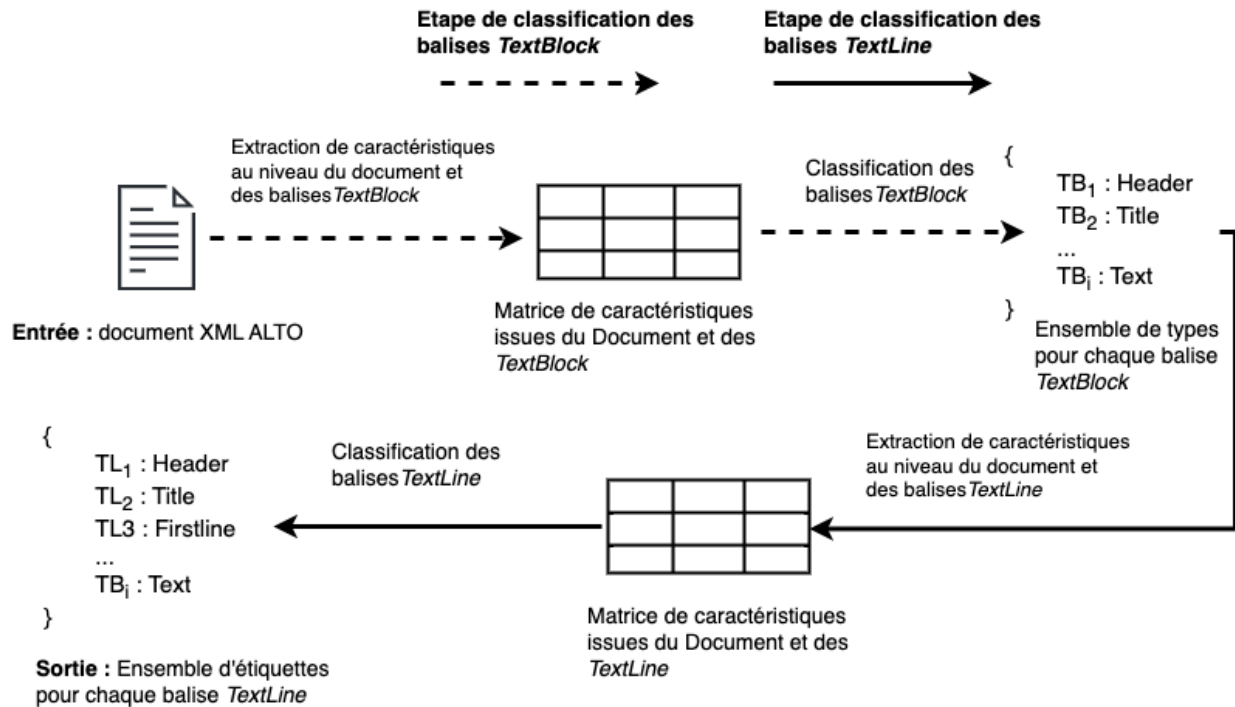 Etape de classification des
balises TextBlock
Etape de classification des
balises TextLine
Extraction de caractéristiques
au niveau du document et
des balisesTextBlock
Classification des
balisesTextBlock
{
TB1 : Header
TB2 : Title
...
TBi : Text
}
Entrée : document XML ALTO
Matrice de caractéristiques
issues du Document et des
TextBlock
Ensemble de types
pour chaque balise
TextBlock
Extraction de caractéristiques
au niveau du document et
des balisesTextLine
Matrice de caractéristiques
issues du Document et des
TextLine
Classification des
balisesTextLine
{
TL1 : Header
TL2 : Title
TL3 : Firstline
...
TBi : Text
}
Sortie : Ensemble d'étiquettes
pour chaque balise TextLine